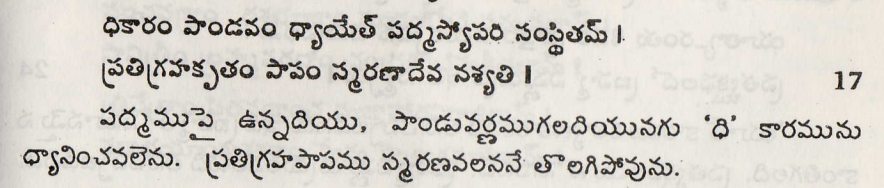 ధికారం పాండవం ధ్యాయేత్ పద్మస్యోపరి సంస్థితమ్ ।
ప్రతిగ్రహకృతం పాపం స్మరణాదేవ నశ్యతి । 17
పద్మముపై ఉన్నదియు, పాండువర్ణముగలదియునగు ‘ధి’ కారమును
ధ్యానించవలెను. ప్రతిగ్రహపాపము స్మరణవలననే తొలగిపోవును.